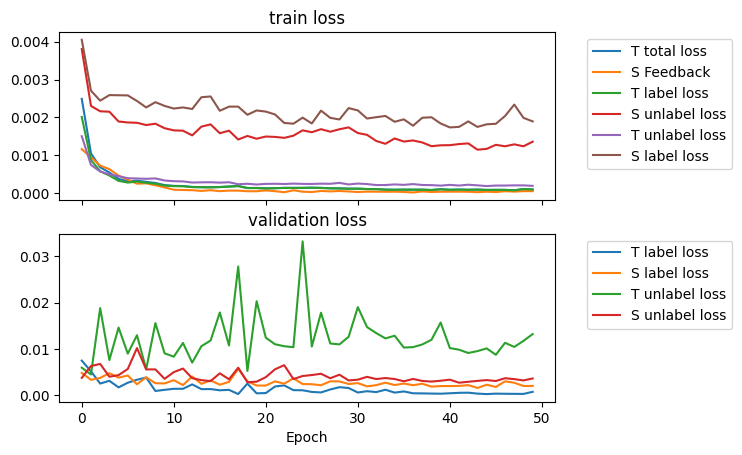 train loss
0.004
0.003
0.002
0.001
0.000
T total loss
S Feedback
T label loss
S unlabel loss
T unlabel loss
S label loss
validation loss
0.03
0.02
0.01
0.00
0 10 20 30 40 50
Epoch
T label loss
S label loss
T unlabel loss
S unlabel loss